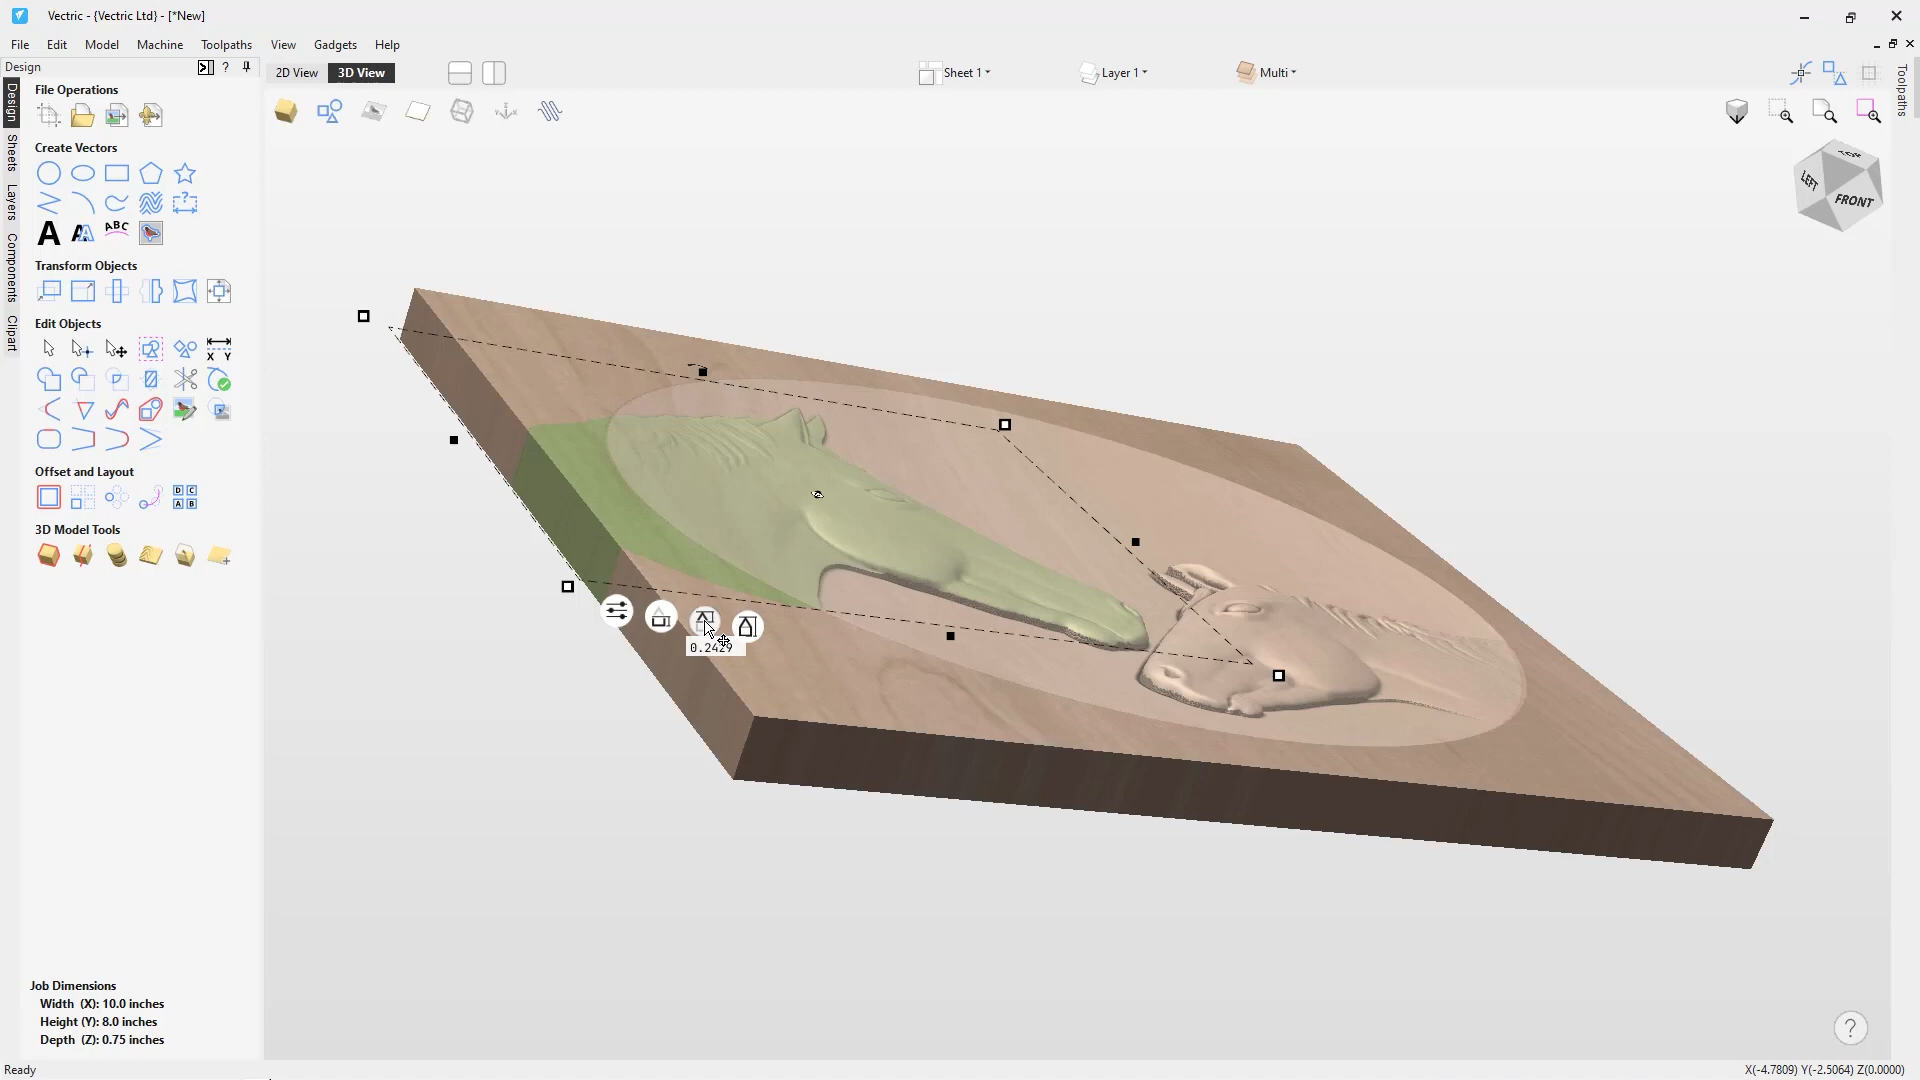 Vectric - {Vectric Ltd} - [*New]
File Edit Model Machine Toolpaths View Gadgets Help
Design
2D View 3D View Sheet 1 Layer 1 Multi
Toolpaths
Design
Sheets
Layers
Components
Clipart
File Operations
Create Vectors
A A ABC
Transform Objects
Edit Objects
X Y
Offset and Layout
D C
A B
3D Model Tools
LEFT FRONT
0.2429
Job Dimensions
Width (X): 10.0 inches
Height (Y): 8.0 inches
Depth (Z): 0.75 inches
Ready
X(-4.7809) Y(-2.5064) Z(0.0000)